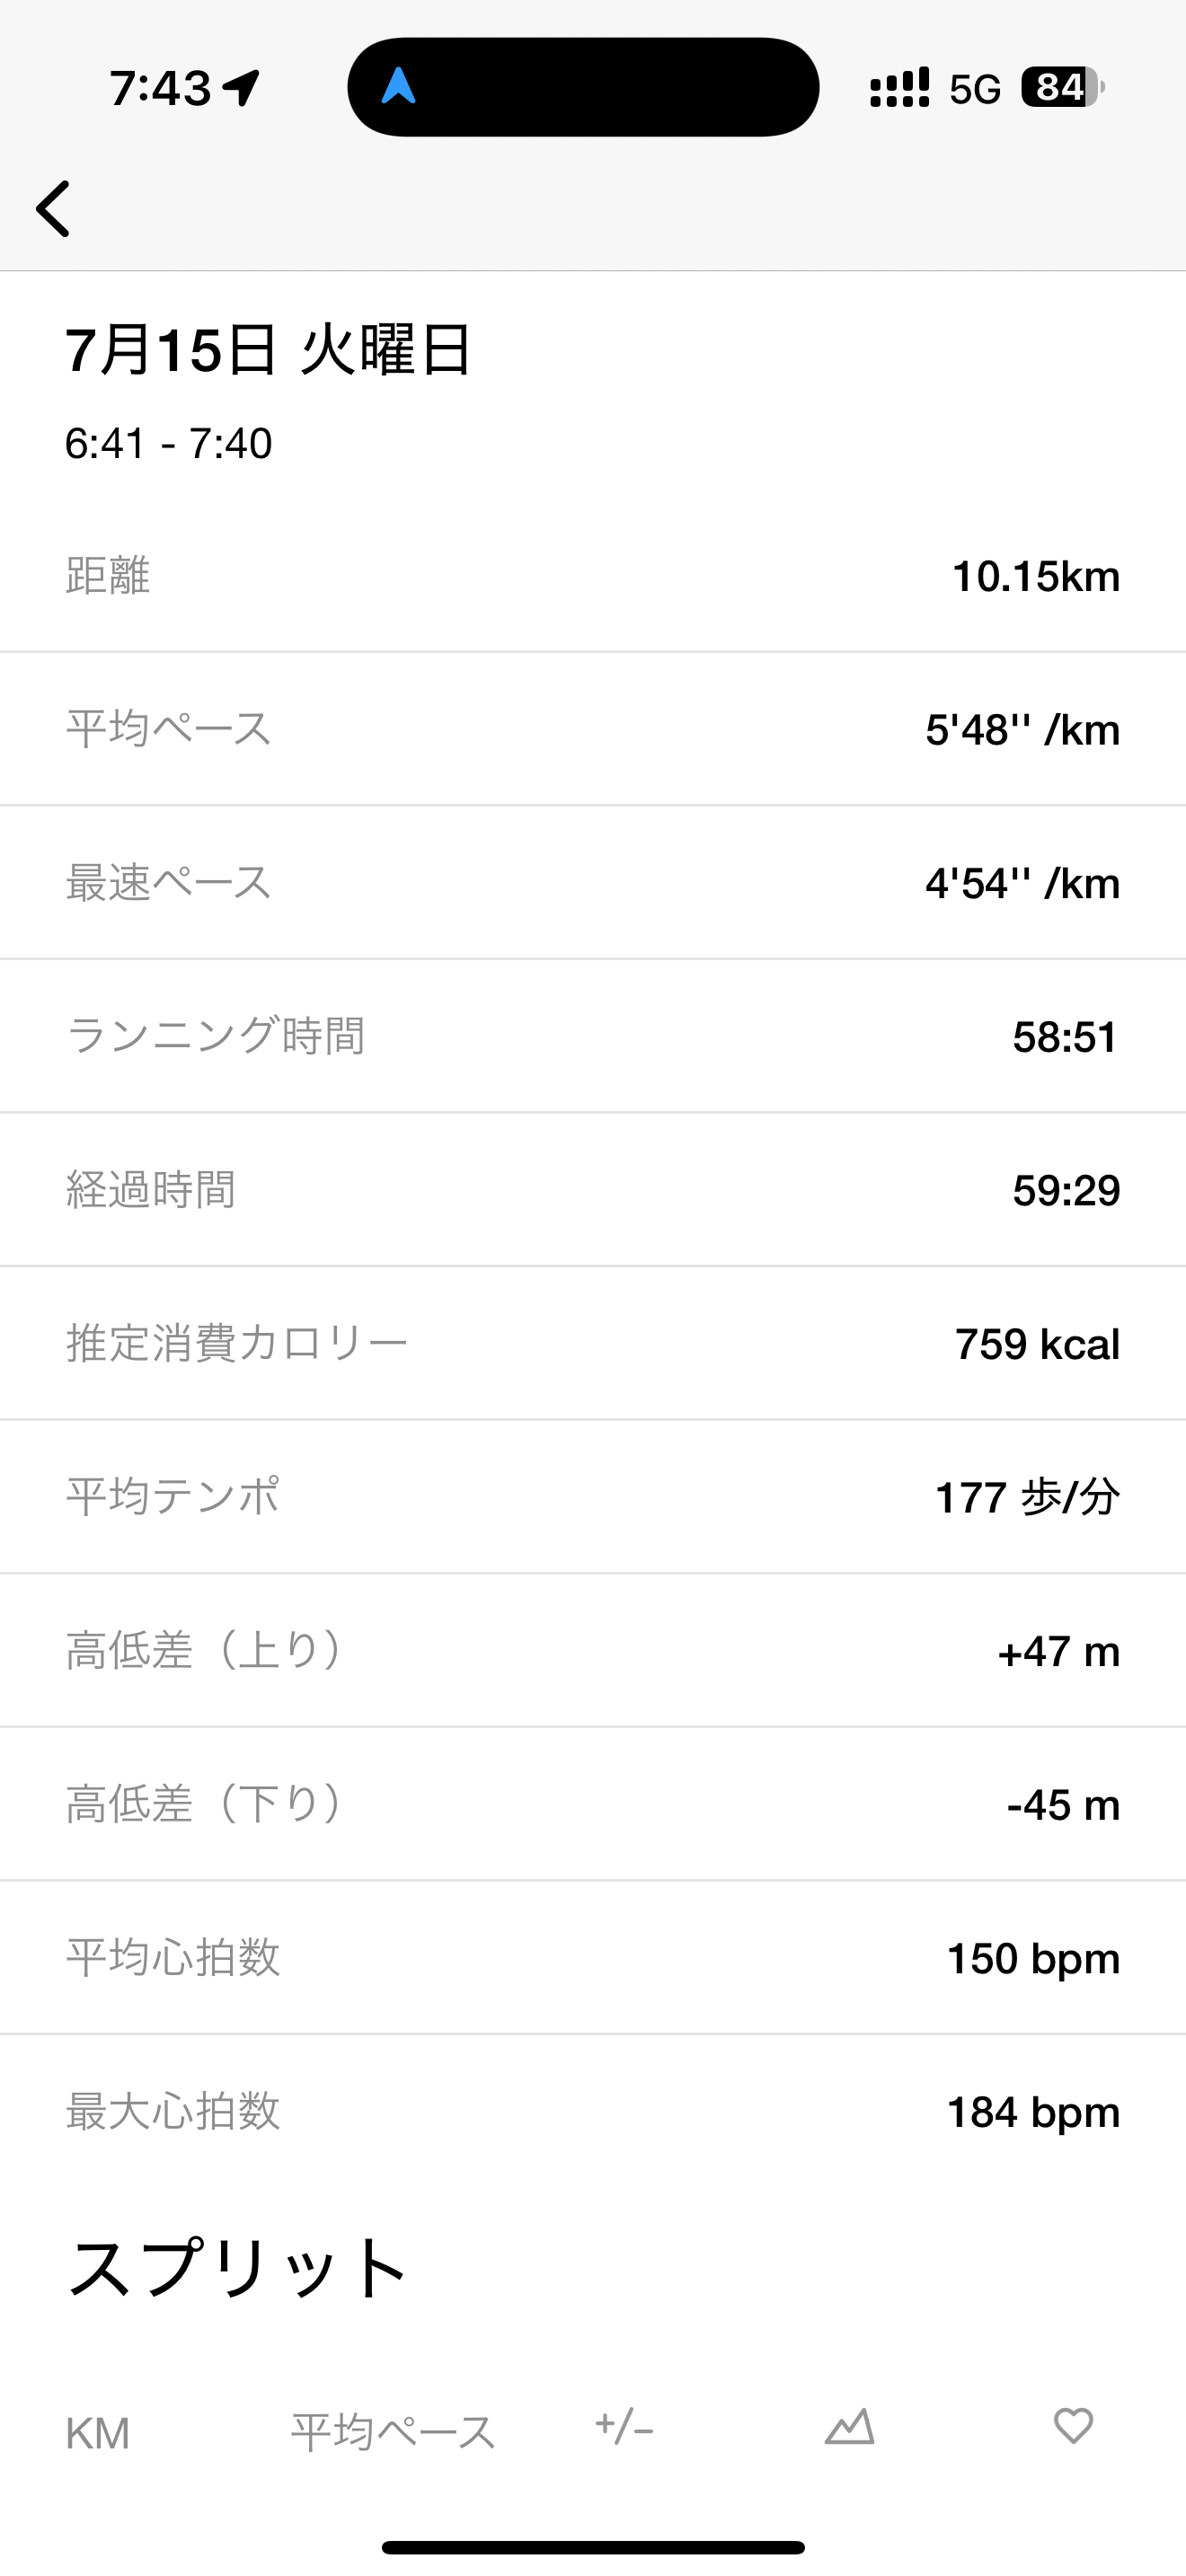 7:43
5G
84
7月15日 火曜日
6:41 - 7:40
距離 10.15km
平均ペース 5'48'' /km
最速ペース 4'54'' /km
ランニング時間 58:51
経過時間 59:29
推定消費カロリー 759 kcal
平均テンポ 177 歩/分
高低差（上り） +47 m
高低差（下り） -45 m
平均心拍数 150 bpm
最大心拍数 184 bpm
スプリット
KM 平均ペース +/-